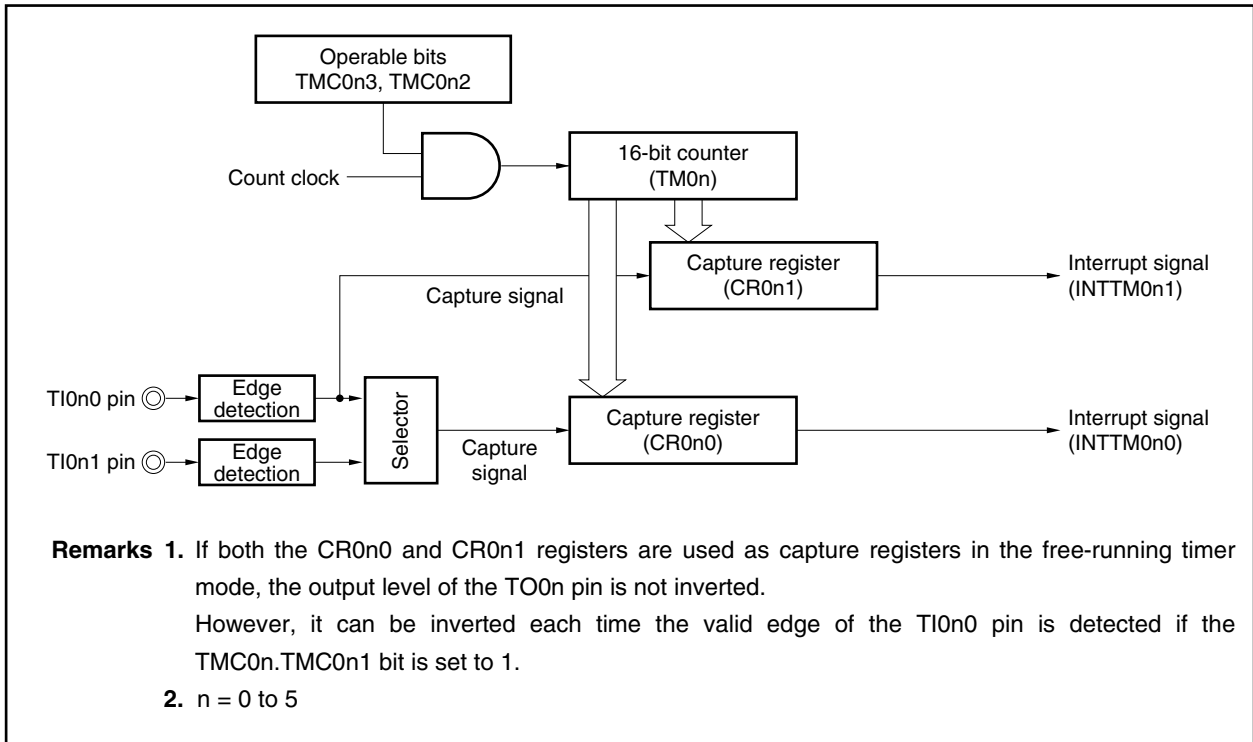 Operable bits
TMC0n3, TMC0n2
Count clock
16-bit counter
(TM0n)
Capture register
(CR0n1)
Interrupt signal
(INTTM0n1)
Capture signal
TI0n0 pin
Edge
detection
TI0n1 pin
Edge
detection
Selector
Capture
signal
Capture register
(CR0n0)
Interrupt signal
(INTTM0n0)
Remarks 1. If both the CR0n0 and CR0n1 registers are used as capture registers in the free-running timer
mode, the output level of the TO0n pin is not inverted.
However, it can be inverted each time the valid edge of the TI0n0 pin is detected if the
TMC0n.TMC0n1 bit is set to 1.
2. n = 0 to 5